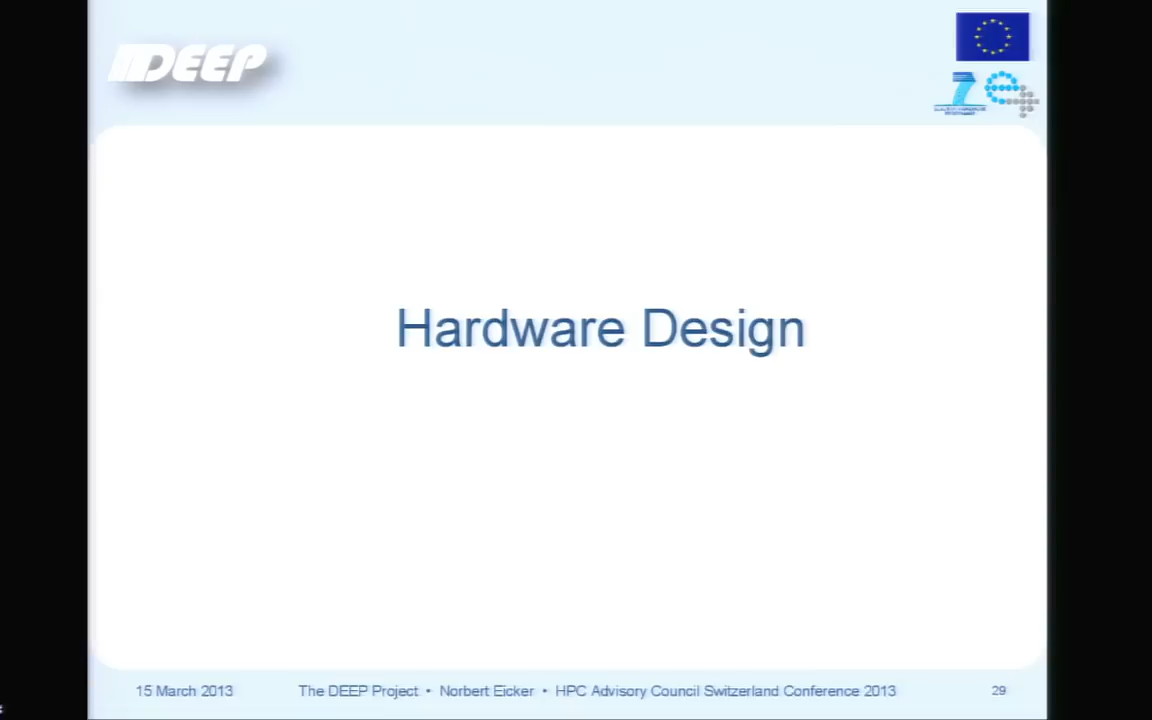 DEEP
Hardware Design
15 March 2013
The DEEP Project • Norbert Eicker • HPC Advisory Council Switzerland Conference 2013
29